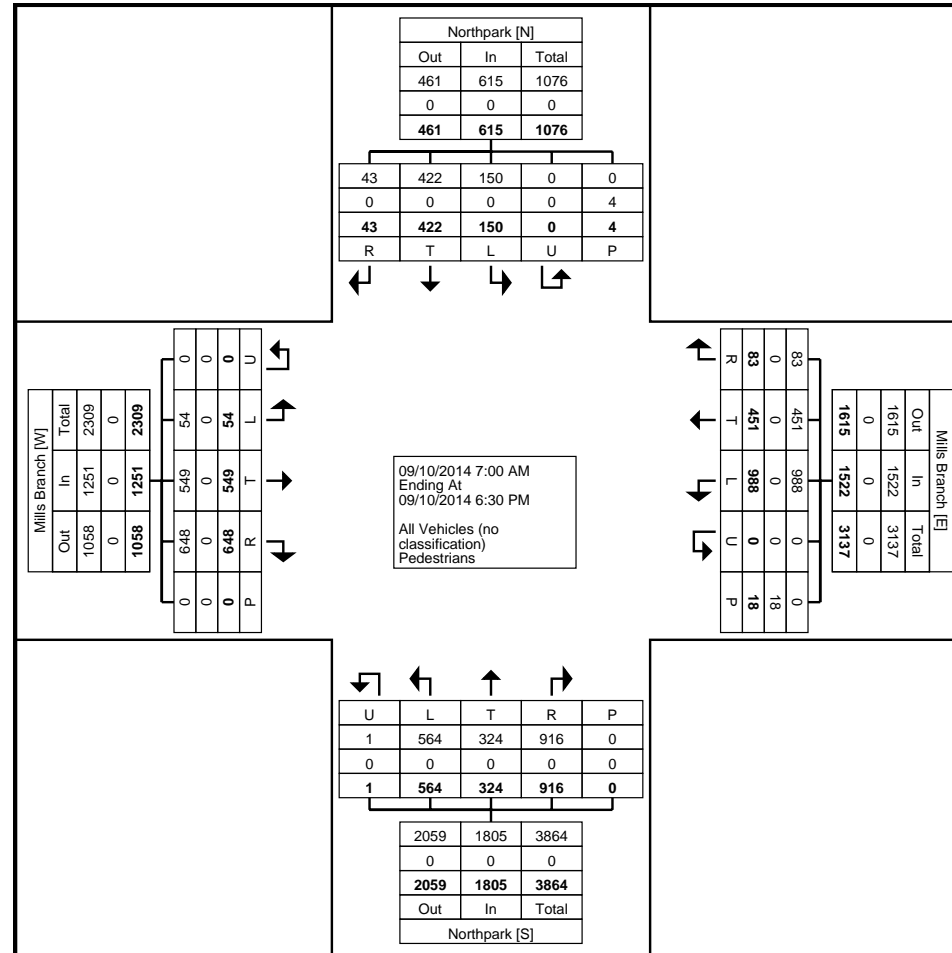 Northpark [N]
Out In Total
461 615 1076
0 0 0
461 615 1076
43 422 150 0 0
0 0 0 0 4
43 422 150 0 4
R T L U P
Mills Branch [W]
Total In Out
2309 1251 1058
0 0 0
2309 1251 1058
0 54 549 648 0
0 0 0 0 0
0 54 549 648 0
U L T R P
09/10/2014 7:00 AM
Ending At
09/10/2014 6:30 PM
All Vehicles (no
classification)
Pedestrians
Mills Branch [E]
Out In Total
1615 1522 3137
0 0 0
1615 1522 3137
83 451 988 0 0
0 0 0 0 18
83 451 988 0 18
R T L U P
U L T R P
1 564 324 916 0
0 0 0 0 0
1 564 324 916 0
2059 1805 3864
0 0 0
2059 1805 3864
Out In Total
Northpark [S]